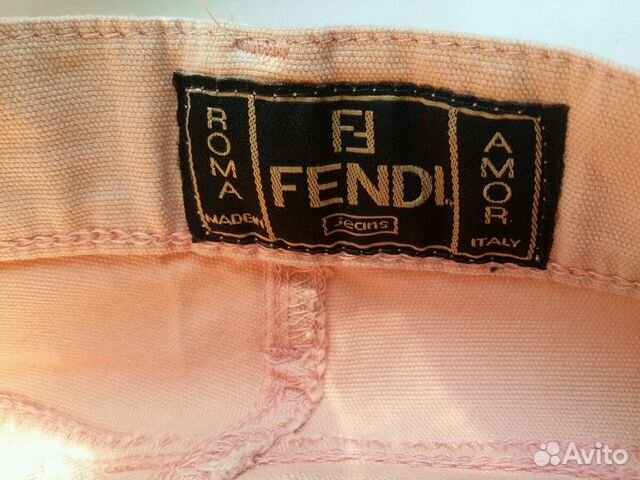 ROMA
MADE IN
FF
FENDI
Jeans
AMOR
ITALY
Avito